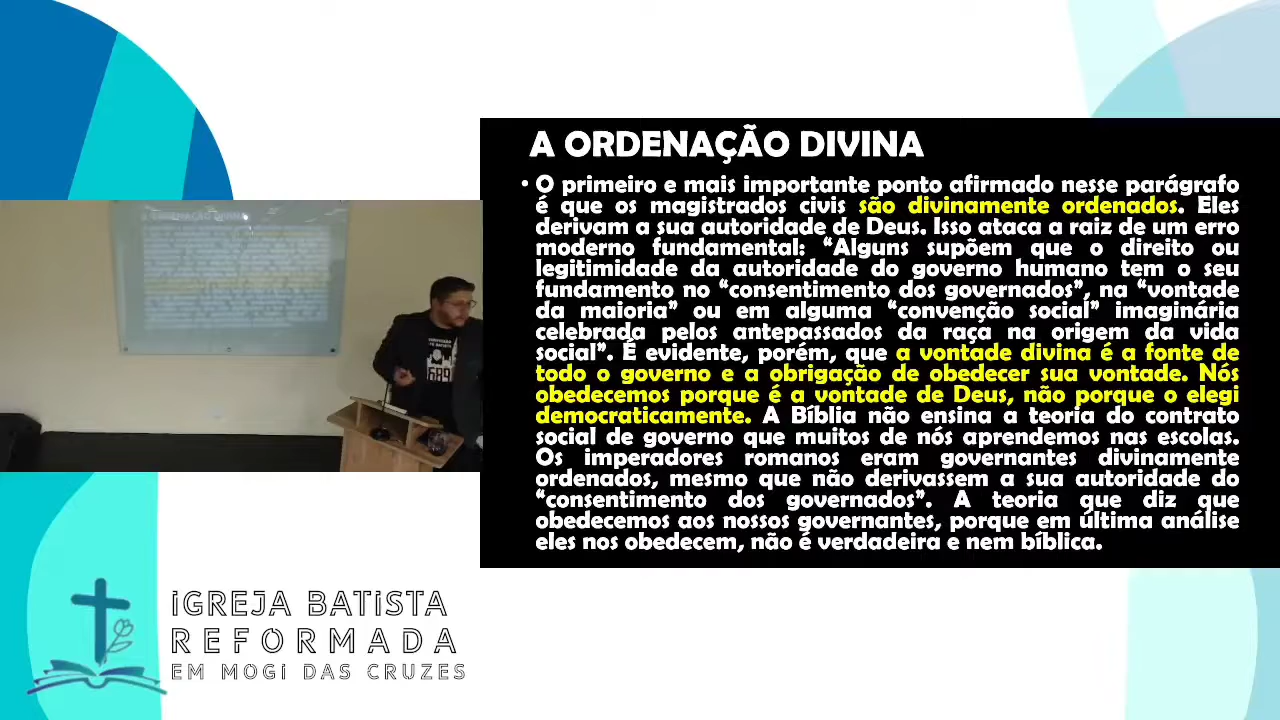 A ORDENAÇÃO DIVINA
• O primeiro e mais importante ponto afirmado nesse parágrafo
é que os magistrados civis são divinamente ordenados. Eles
derivam a sua autoridade de Deus. Isso ataca a raiz de um erro
moderno fundamental: “Alguns supõem que o direito ou
legitimidade da autoridade do governo humano tem o seu
fundamento no “consentimento dos governados”, na “vontade
da maioria” ou em alguma “convenção social” imaginária
celebrada pelos antepassados da raça na origem da vida
social”. É evidente, porém, que a vontade divina é a fonte de
todo o governo e a obrigação de obedecer sua vontade. Nós
obedecemos porque é a vontade de Deus, não porque o elegi
democraticamente. A Bíblia não ensina a teoria do contrato
social de governo que muitos de nós aprendemos nas escolas.
Os imperadores romanos eram governantes divinamente
ordenados, mesmo que não derivassem a sua autoridade do
“consentimento dos governados”. A teoria que diz que
obedecemos aos nossos governantes, porque em última análise
eles nos obedecem, não é verdadeira e nem bíblica.
689
IGREJA BATISTA
REFORMADA
EM MOGI DAS CRUZES